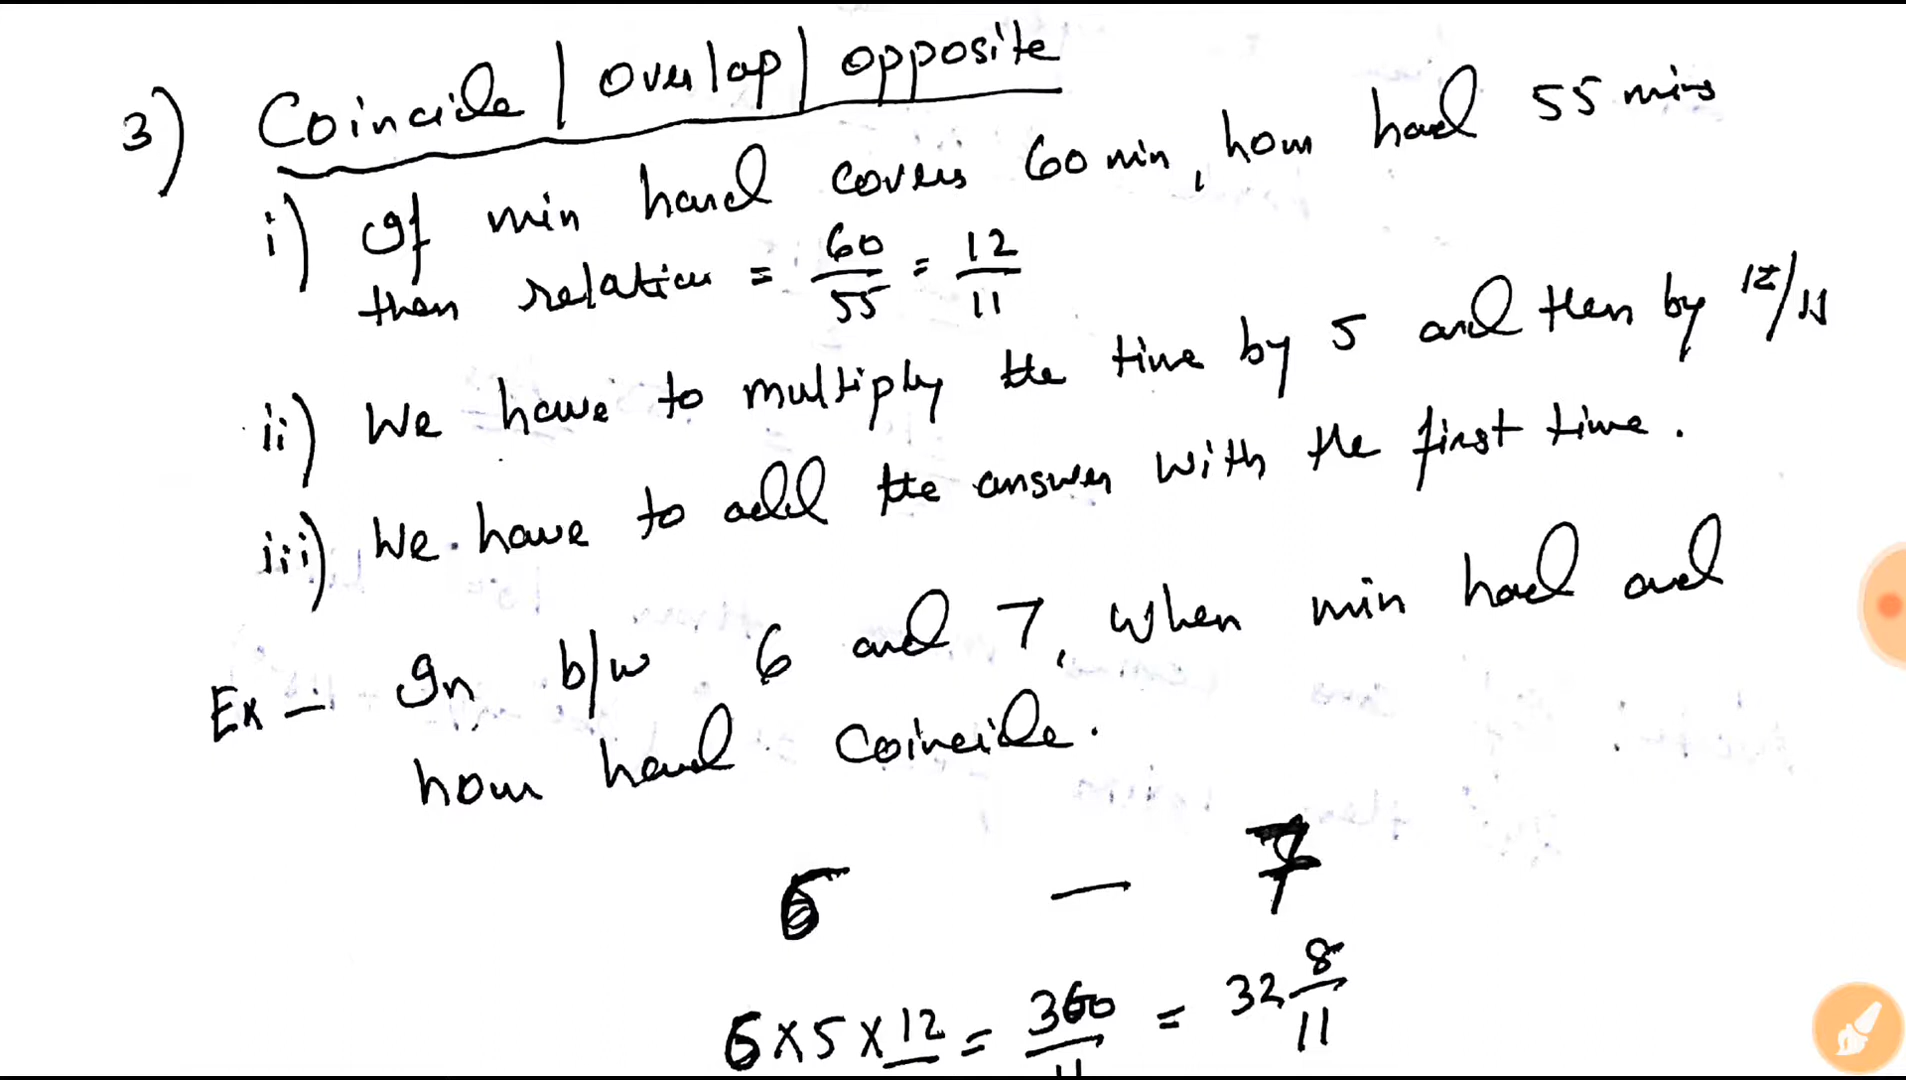 3) Coincide | overlap | opposite
i) If min hand covers 60 min, hour hand 55 mins
then relation = 60/55 = 12/11
ii) We have to multiply the time by 5 and then by 12/11
iii) We have to add the answer with the first time.
Ex - In b/w 6 and 7, when min hand and
hour hand coincide.
6 - 7
6 x 5 x 12 = 360/11 = 32 8/11